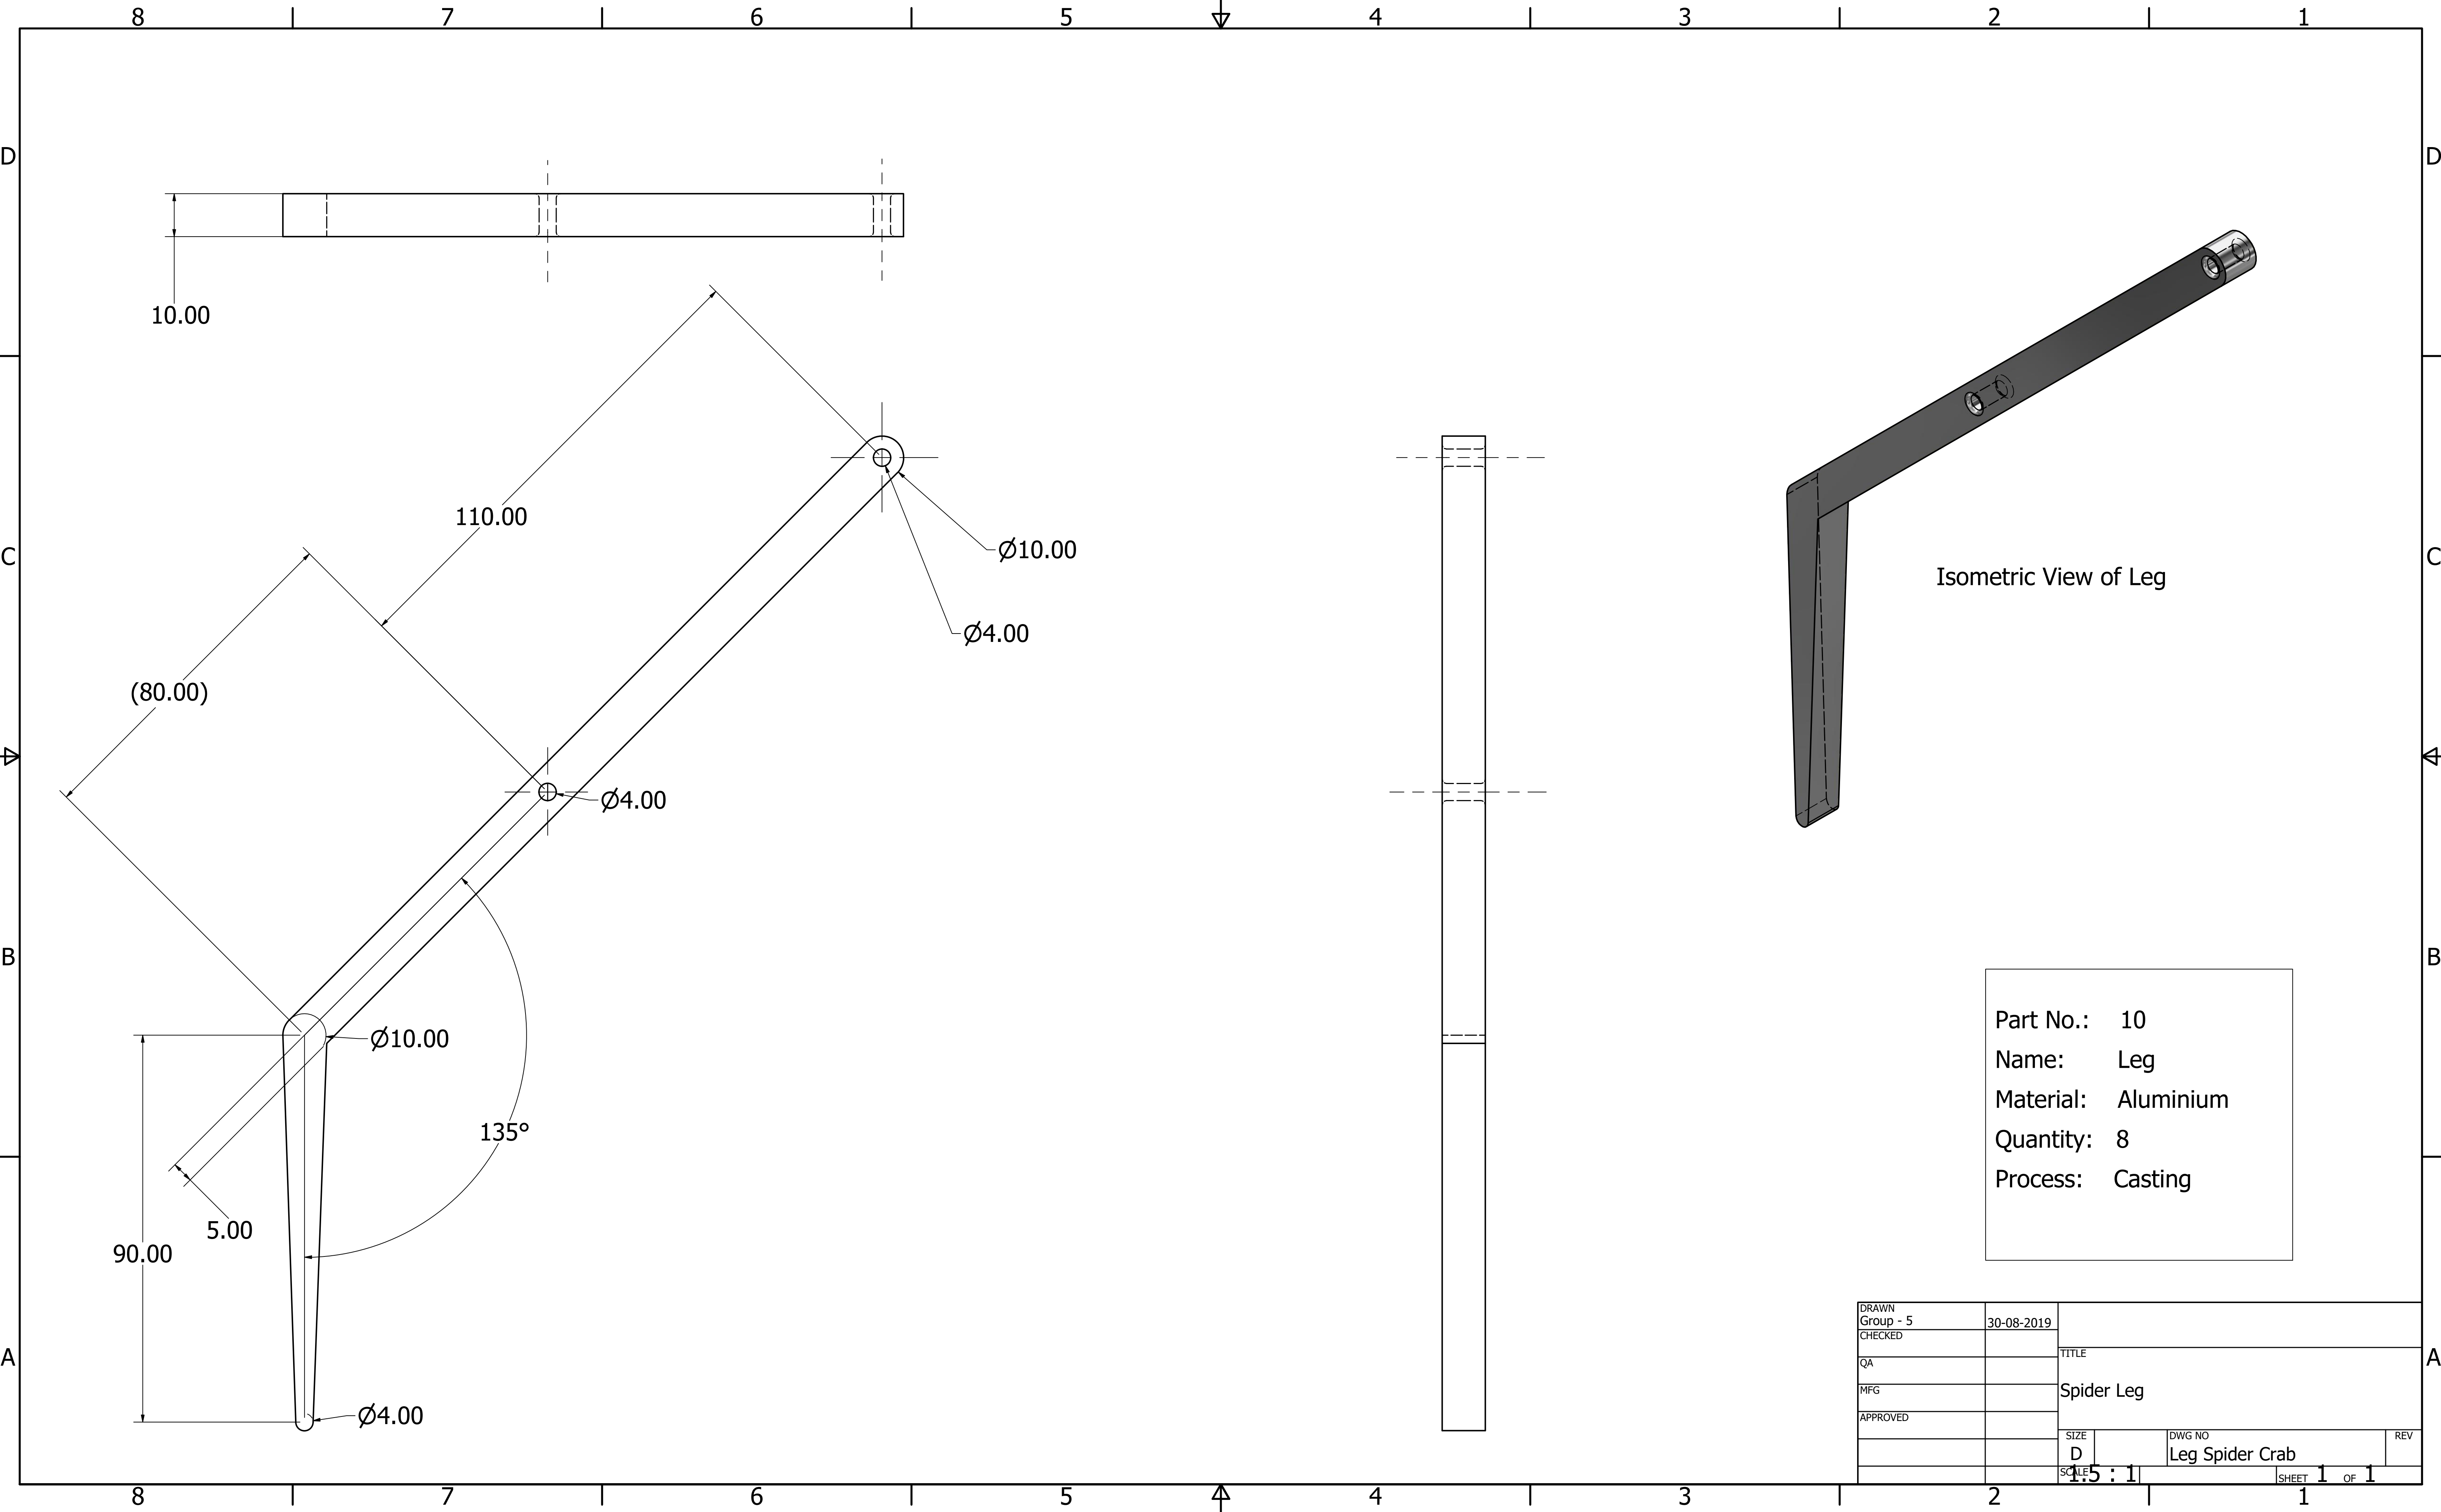 8 7 6 5 4 3 2 1
D D
10.00
110.00
C C
Ø10.00
Isometric View of Leg
Ø4.00
(80.00)
Ø4.00
B B
Part No.: 10
Ø10.00
Name: Leg
Material: Aluminium
135°
Quantity: 8
Process: Casting
5.00
90.00
DRAWN
Group - 5 30-08-2019
CHECKED
TITLE
A A
QA
MFG
Spider Leg
Ø4.00
APPROVED
SIZE DWG NO REV
D Leg Spider Crab
SCALE 1.5 : 1 SHEET 1 OF 1
8 7 6 5 4 3 2 1